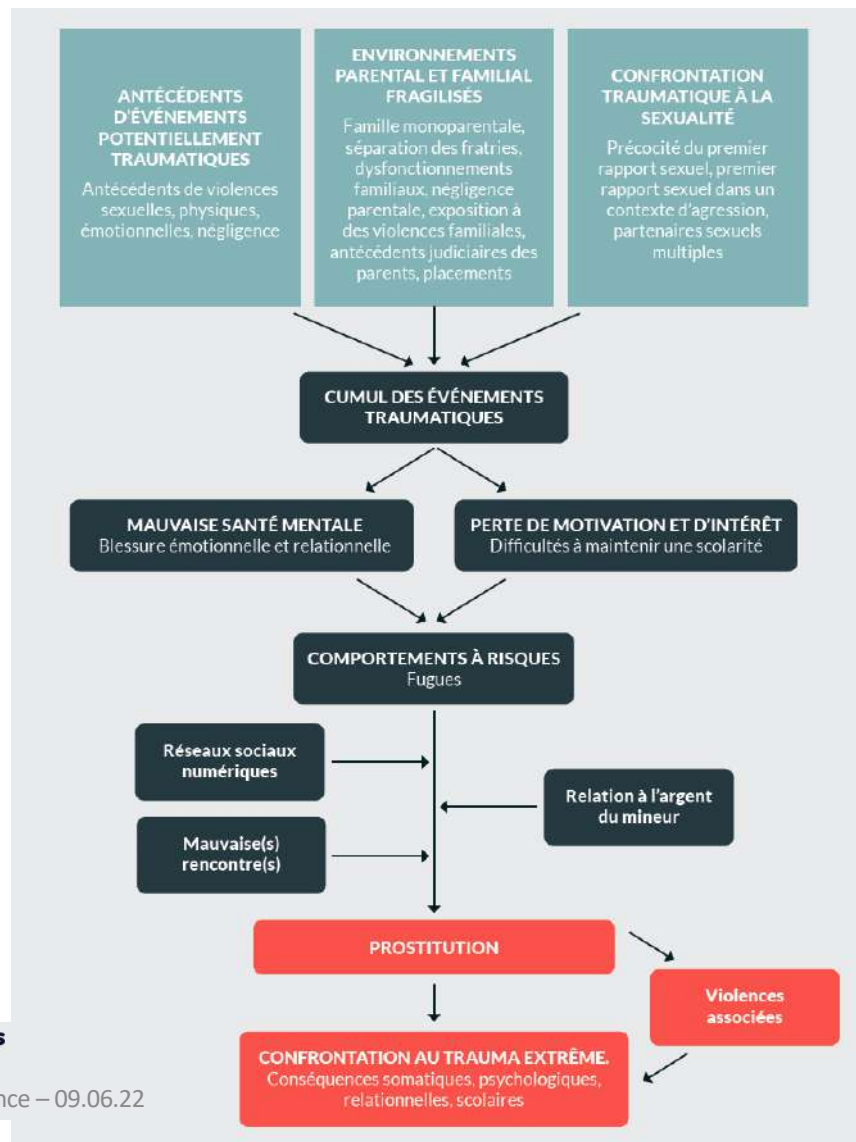 ANTÉCÉDENTS
D'ÉVÉNEMENTS
POTENTIELLEMENT
TRAUMATIQUES
Antécédents de violences
sexuelles, physiques,
émotionnelles, négligence
ENVIRONNEMENTS
PARENTAL ET FAMILIAL
FRAGILISÉS
Famille monoparentale,
séparation des fratries,
dysfonctionnements
familiaux, négligence
parentale, exposition à
des violences familiales,
antécédents judiciaires des
parents, placements
CONFRONTATION
TRAUMATIQUE À LA
SEXUALITÉ
Précocité du premier
rapport sexuel, premier
rapport sexuel dans un
contexte d'agression,
partenaires sexuels
multiples
CUMUL DES ÉVÉNEMENTS
TRAUMATIQUES
MAUVAISE SANTÉ MENTALE
Blessure émotionnelle et relationnelle
PERTE DE MOTIVATION ET D'INTÉRÊT
Difficultés à maintenir une scolarité
COMPORTEMENTS À RISQUES
Fugues
Réseaux sociaux
numériques
Relation à l'argent
du mineur
Mauvaise(s)
rencontre(s)
PROSTITUTION
Violences
associées
CONFRONTATION AU TRAUMA EXTRÊME.
Conséquences somatiques, psychologiques,
relationnelles, scolaires
s
nce – 09.06.22